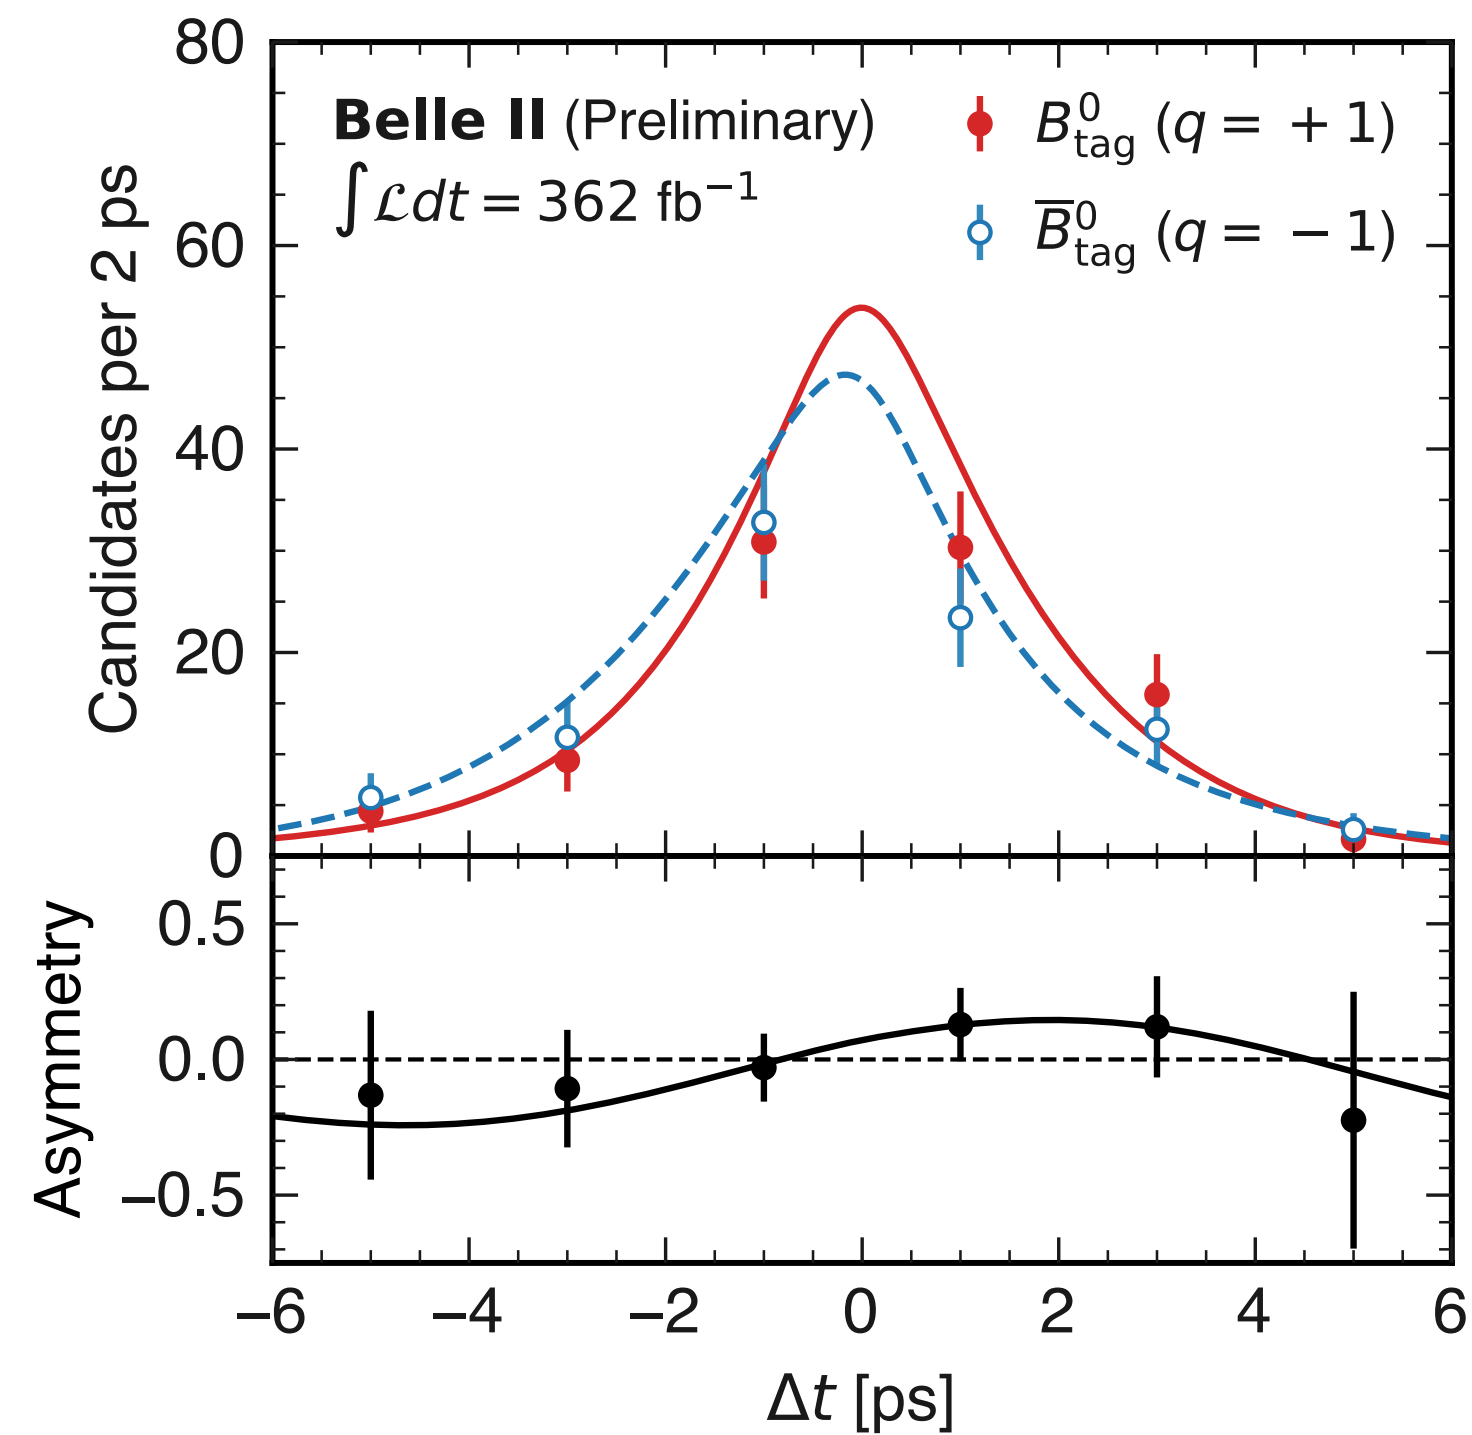 Belle II (Preliminary)
∫ℒdt = 362 fb⁻¹
B⁰tag (q = +1)
B̅⁰tag (q = −1)
Candidates per 2 ps
80
60
40
20
0
Asymmetry
0.5
0.0
−0.5
−6 −4 −2 0 2 4 6
Δt [ps]